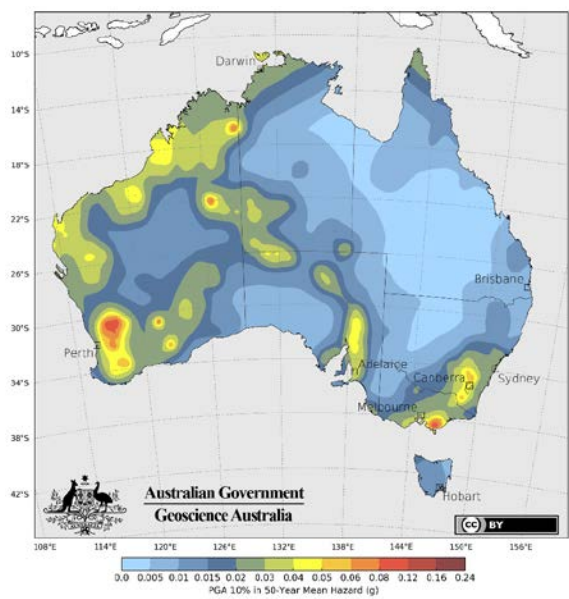 10°S
Darwin
14°S
18°S
22°S
26°S
Brisbane
30°S
Perth
Adelaide
Canberra
Sydney
34°S
Melbourne
38°S
Australian Government
Geoscience Australia
42°S
Hobart
cc BY
108°E 114°E 120°E 126°E 132°E 138°E 144°E 150°E 156°E
0.0 0.005 0.01 0.015 0.02 0.03 0.04 0.05 0.06 0.08 0.12 0.16 0.24
PGA 10% in 50-Year Mean Hazard (g)